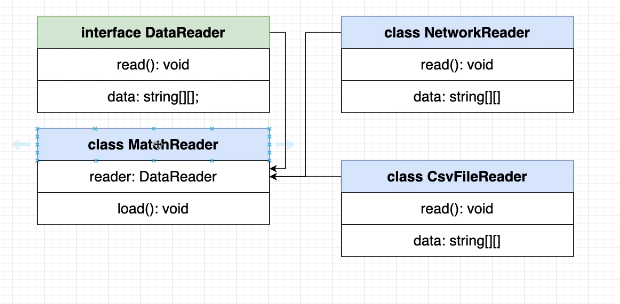 interface DataReader
read(): void
data: string[][];
class MatchReader
reader: DataReader
load(): void
class NetworkReader
read(): void
data: string[][]
class CsvFileReader
read(): void
data: string[][]